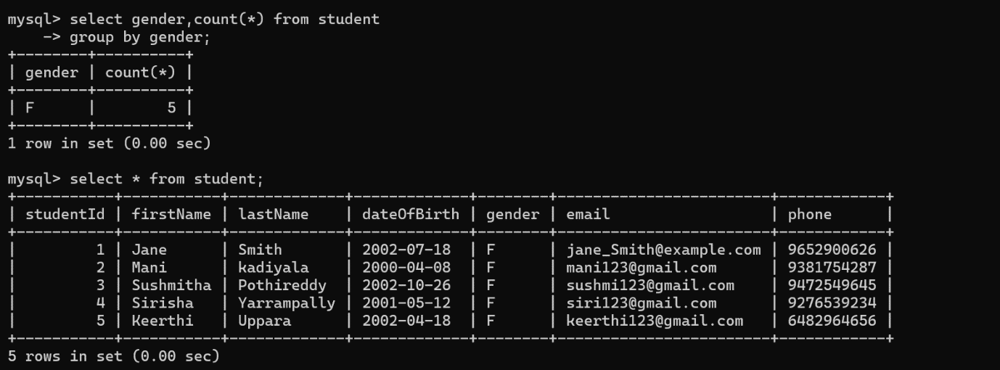 mysql> select gender,count(*) from student
    -> group by gender;
+--------+----------+
| gender | count(*) |
+--------+----------+
| F      |        5 |
+--------+----------+
1 row in set (0.00 sec)

mysql> select * from student;
+-----------+-----------+-------------+-------------+--------+------------------------+------------+
| studentId | firstName | lastName    | dateOfBirth | gender | email                  | phone      |
+-----------+-----------+-------------+-------------+--------+------------------------+------------+
|         1 | Jane      | Smith       | 2002-07-18  | F      | jane_Smith@example.com | 9652900626 |
|         2 | Mani      | kadiyala    | 2000-04-08  | F      | mani123@gmail.com      | 9381754287 |
|         3 | Sushmitha | Pothireddy  | 2002-10-26  | F      | sushmi123@gmail.com    | 9472549645 |
|         4 | Sirisha   | Yarrampally | 2001-05-12  | F      | siri123@gmail.com      | 9276539234 |
|         5 | Keerthi   | Uppara      | 2002-04-18  | F      | keerthi123@gmail.com   | 6482964656 |
+-----------+-----------+-------------+-------------+--------+------------------------+------------+
5 rows in set (0.00 sec)